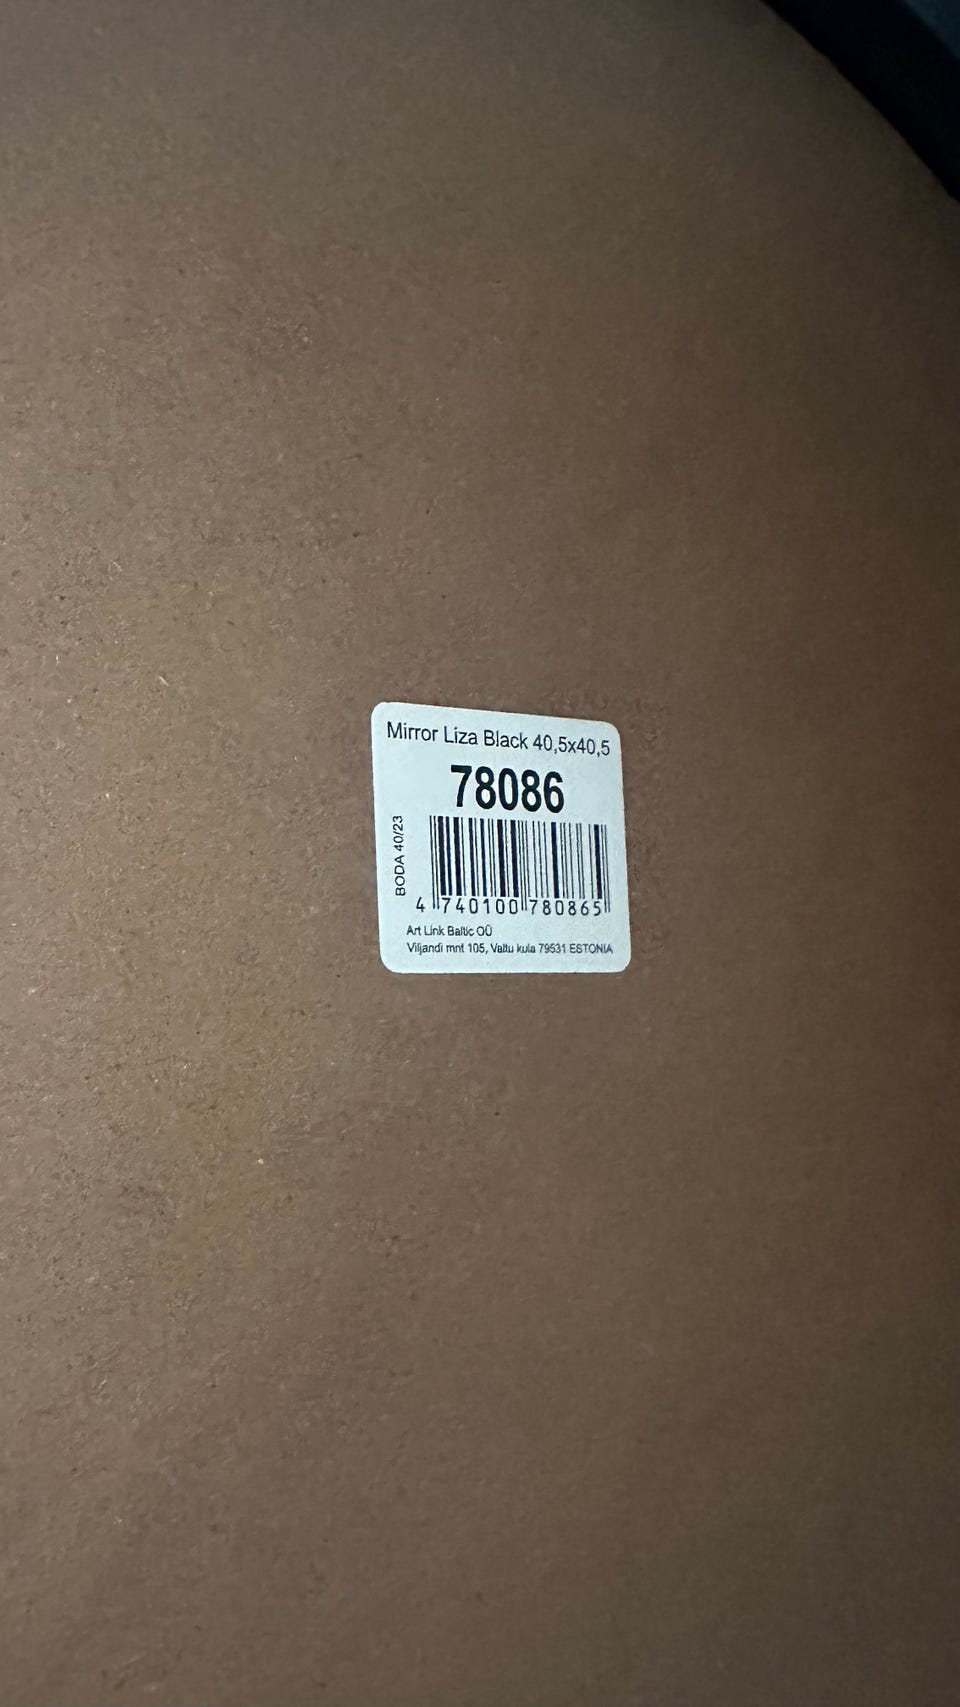 Mirror Liza Black 40,5x40,5
78086
BODA 40/23
4 740100 780865
Art Link Baltic OÜ
Viljandi mnt 105, Valtu küla 79531 ESTONIA